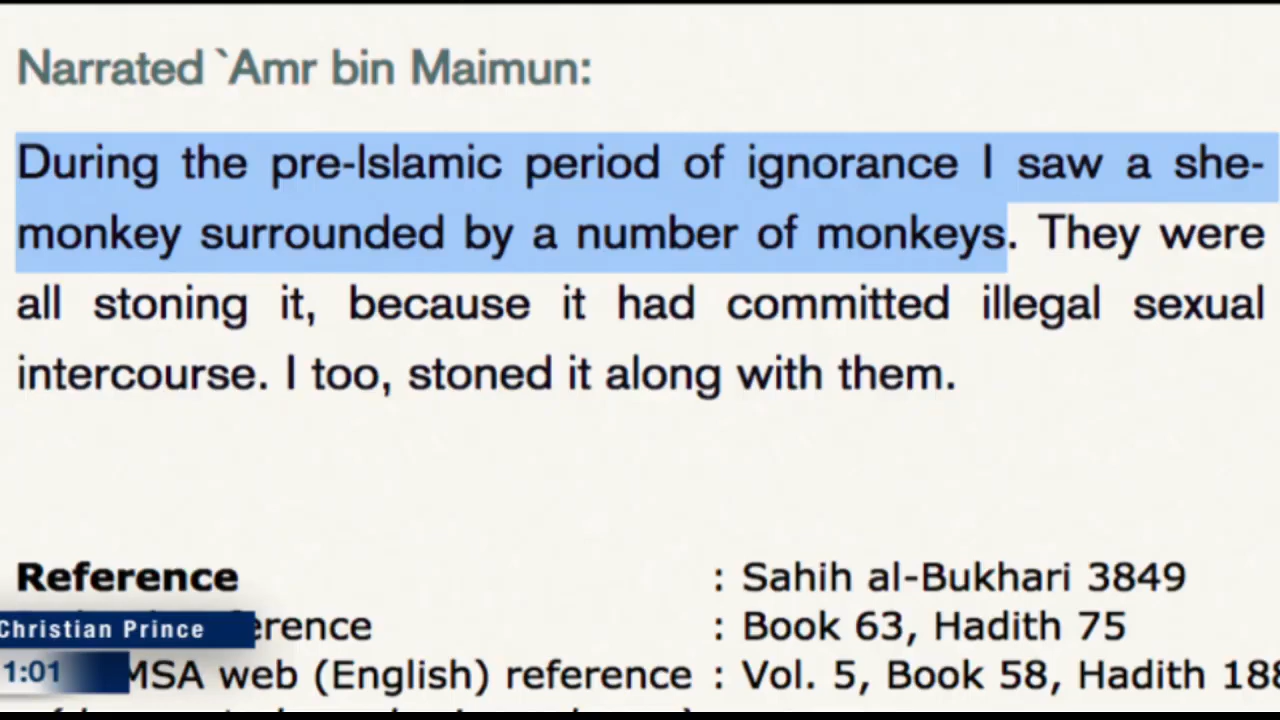 Narrated `Amr bin Maimun:
During the pre-Islamic period of ignorance I saw a she-
monkey surrounded by a number of monkeys. They were
all stoning it, because it had committed illegal sexual
intercourse. I too, stoned it along with them.
Reference : Sahih al-Bukhari 3849
Christian Prince
: Book 63, Hadith 75
1:01
MSA web (English) reference : Vol. 5, Book 58, Hadith 188